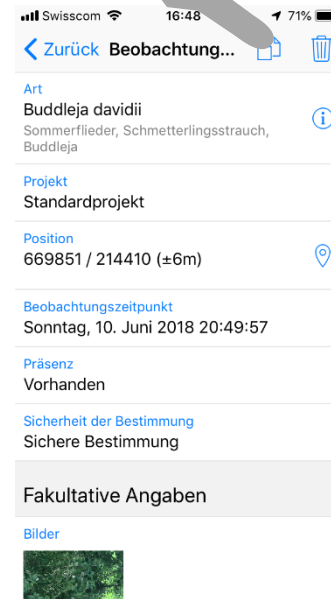 Swisscom 16:48 71%
Zurück Beobachtung...
Art
Buddleja davidii
Sommerflieder, Schmetterlingsstrauch,
Buddleja
Projekt
Standardprojekt
Position
669851 / 214410 (±6m)
Beobachtungszeitpunkt
Sonntag, 10. Juni 2018 20:49:57
Präsenz
Vorhanden
Sicherheit der Bestimmung
Sichere Bestimmung
Fakultative Angaben
Bilder